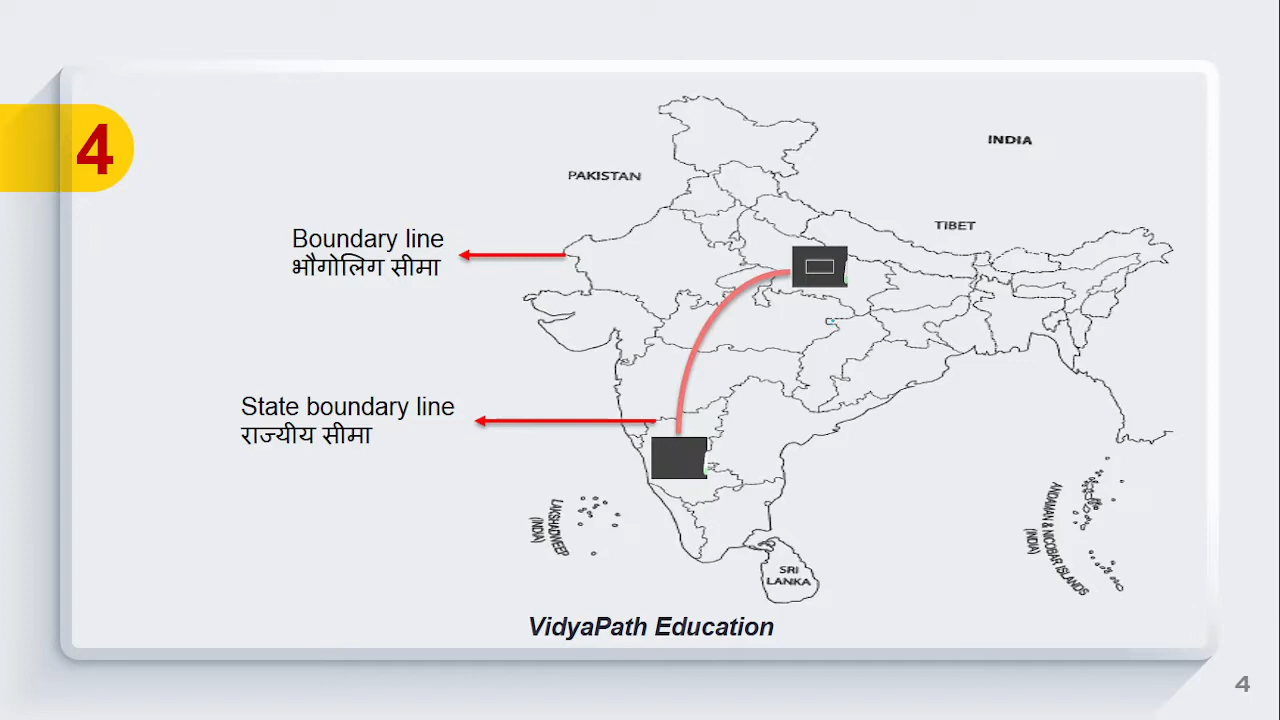 4
INDIA
PAKISTAN
TIBET
Boundary line
भौगोलिग सीमा
State boundary line
राज्यीय सीमा
LAKSHADWEEP
(INDIA)
ANDAMAN & NICOBAR ISLANDS
(INDIA)
SRI
LANKA
VidyaPath Education
4